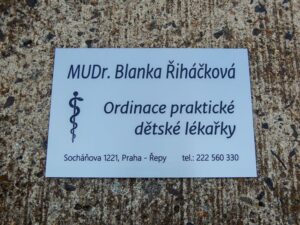 MUDr. Blanka Řiháčková
Ordinace praktické
dětské lékařky
Socháňova 1221, Praha - Řepy tel.: 222 560 330